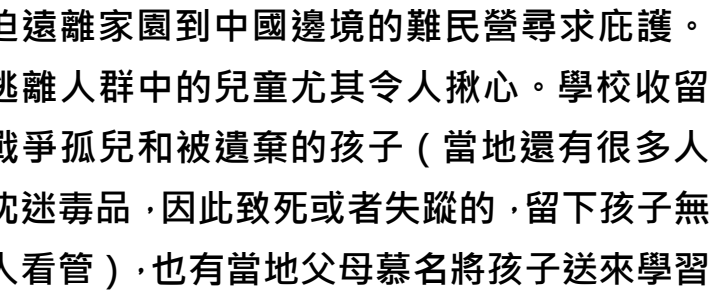 迫遠離家園到中國邊境的難民營尋求庇護。
逃離人群中的兒童尤其令人揪心。學校收留
戰爭孤兒和被遺棄的孩子（當地還有很多人
沈迷毒品，因此致死或者失蹤的，留下孩子無
人看管），也有當地父母慕名將孩子送來學習